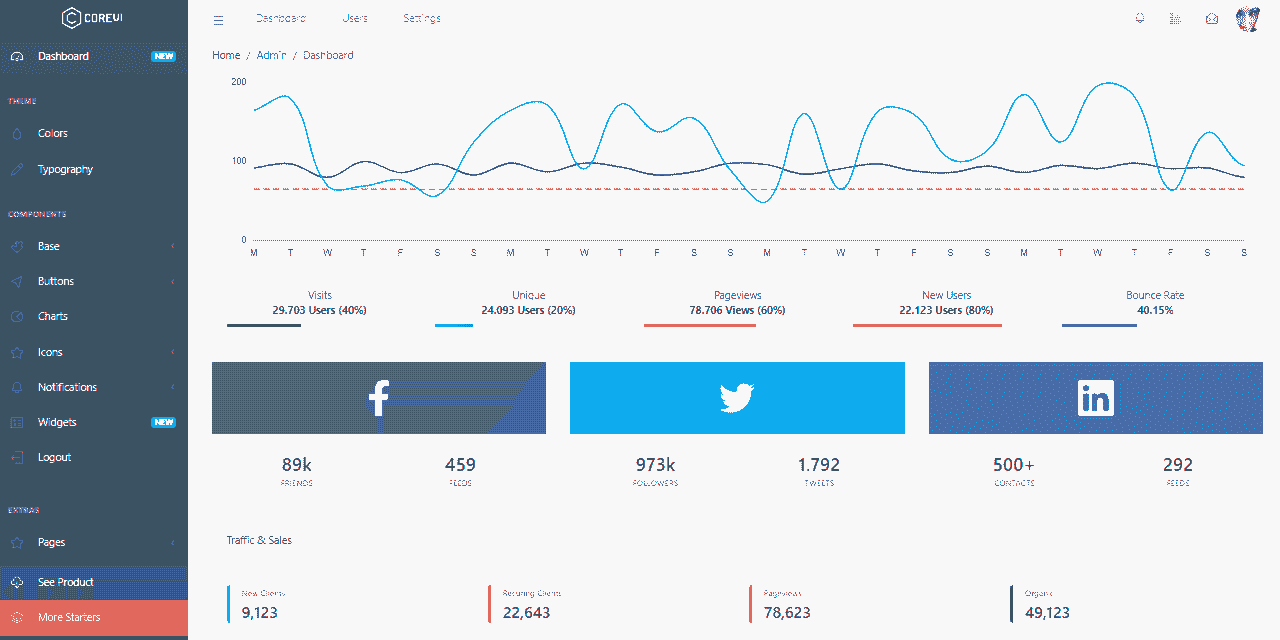 COREUI
Dashboard NEW
THEME
Colors
Typography
COMPONENTS
Base
Buttons
Charts
Icons
Notifications
Widgets NEW
Logout
EXTRAS
Pages
See Product
More Starters
Dashboard Users Settings
Home / Admin / Dashboard
200
100
0
M T W T F S S M T W T F S S M T W T F S S M T W T F S S
Visits Unique Pageviews New Users Bounce Rate
29.703 Users (40%) 24.093 Users (20%) 78.706 Views (60%) 22.123 Users (80%) 40.15%
f in
89k 459 973k 1.792 500+ 292
FRIENDS FEEDS FOLLOWERS TWEETS CONTACTS FEEDS
Traffic & Sales
New Clients Recuring Clients Pageviews Organic
9,123 22,643 78,623 49,123